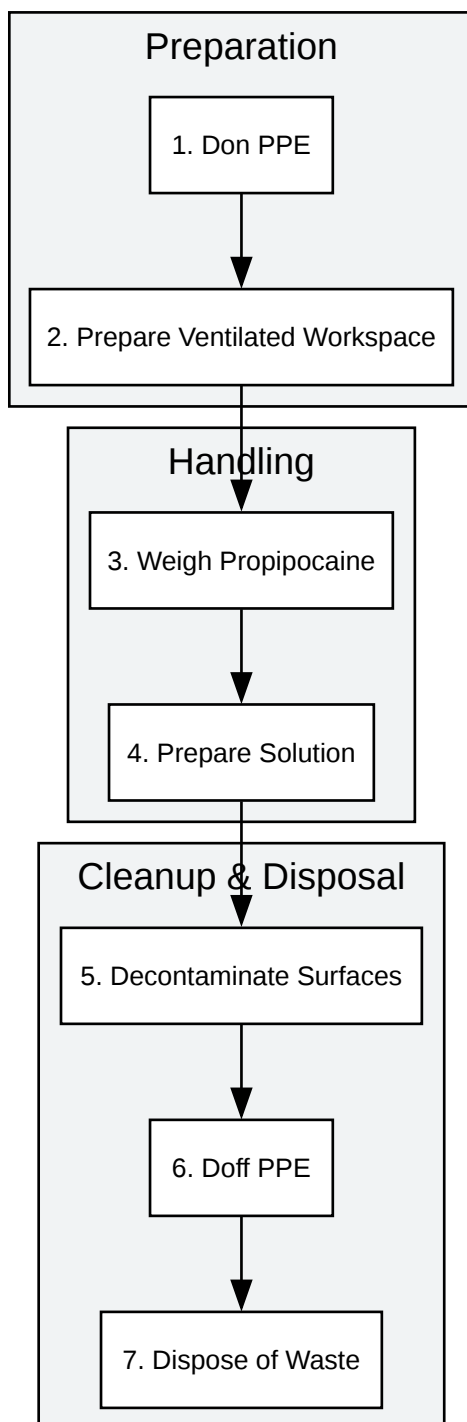 Preparation
1. Don PPE
2. Prepare Ventilated Workspace
Handling
3. Weigh Propipocaine
4. Prepare Solution
Cleanup & Disposal
5. Decontaminate Surfaces
6. Doff PPE
7. Dispose of Waste